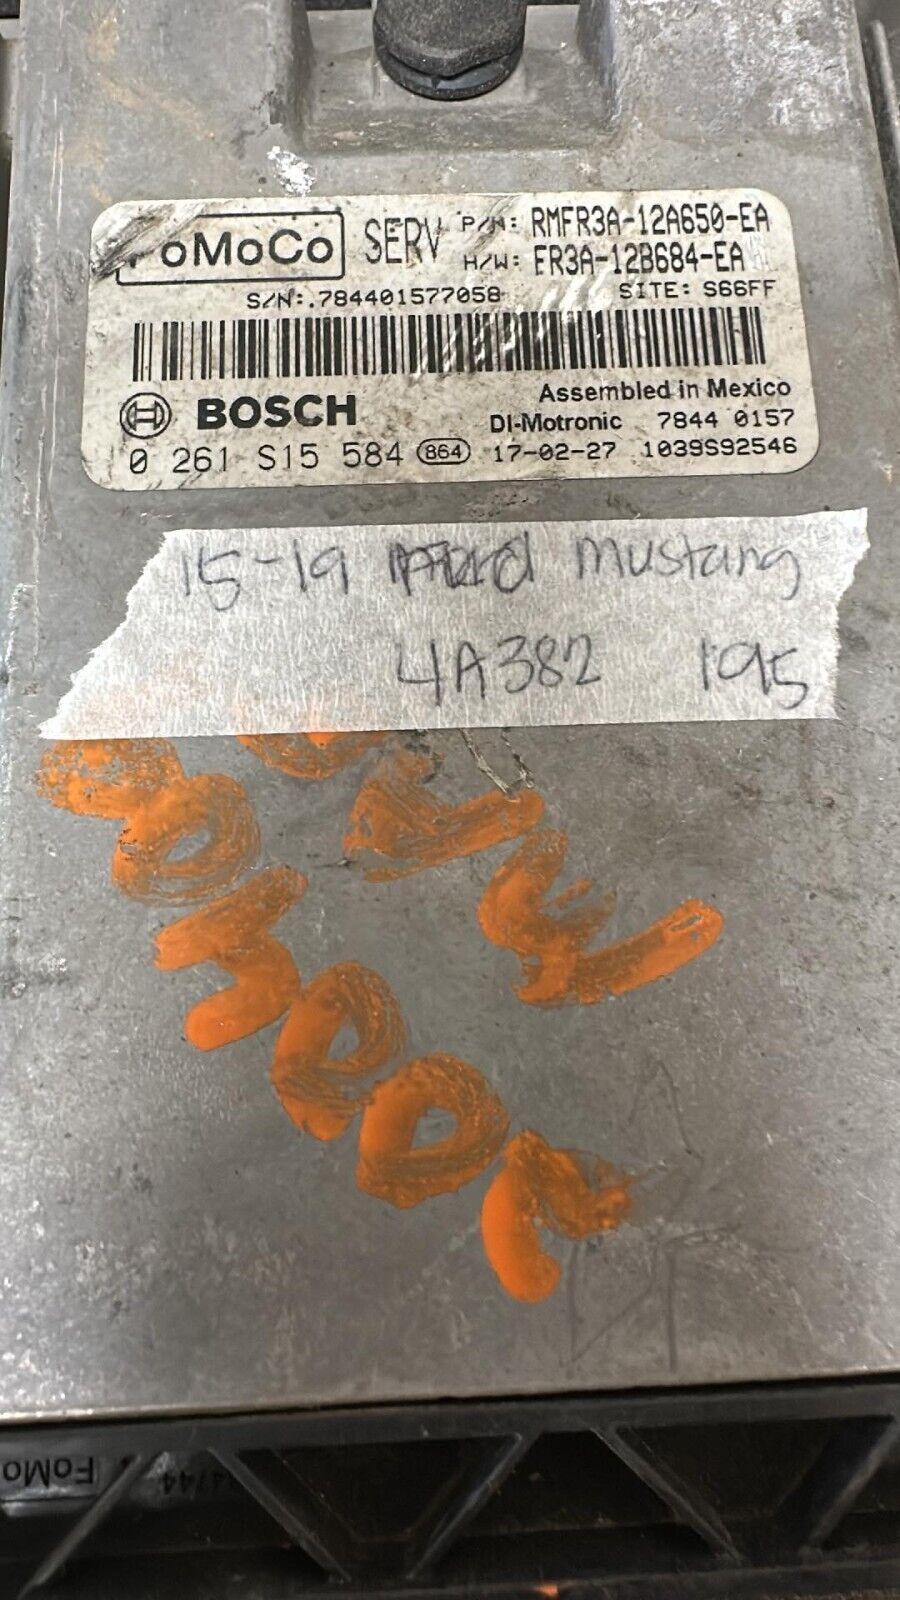 FoMoCo SERV P/N: RMFR3A-12A650-EA
H/W: FR3A-12B684-EA
S/N:.784401577058 SITE: S66FF
Assembled in Mexico
BOSCH DI-Motronic 7844 0157
0 261 S15 584 864 17-02-27 1039S92546
15-19 Ford Mustang
4A382 195
FoMo